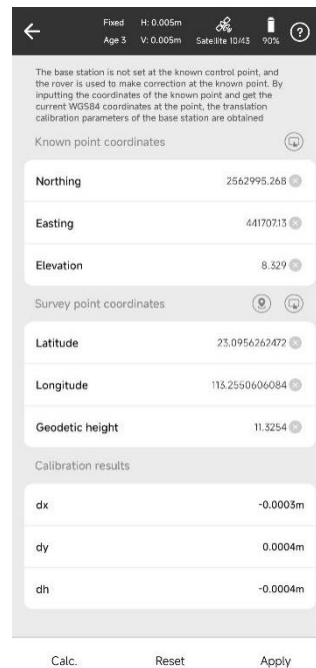 Fixed H: 0.005m
Age 3 V: 0.005m Satellite 10/43 90%
The base station is not set at the known control point, and
the rover is used to make correction at the known point. By
inputting the coordinates of the known point and get the
current WGS84 coordinates at the point, the translation
calibration parameters of the base station are obtained
Known point coordinates
Northing 2562995.268
Easting 441707.13
Elevation 8.329
Survey point coordinates
Latitude 23.0956262472
Longitude 113.2550606084
Geodetic height 11.3254
Calibration results
dx -0.0003m
dy 0.0004m
dh -0.0004m
Calc. Reset Apply